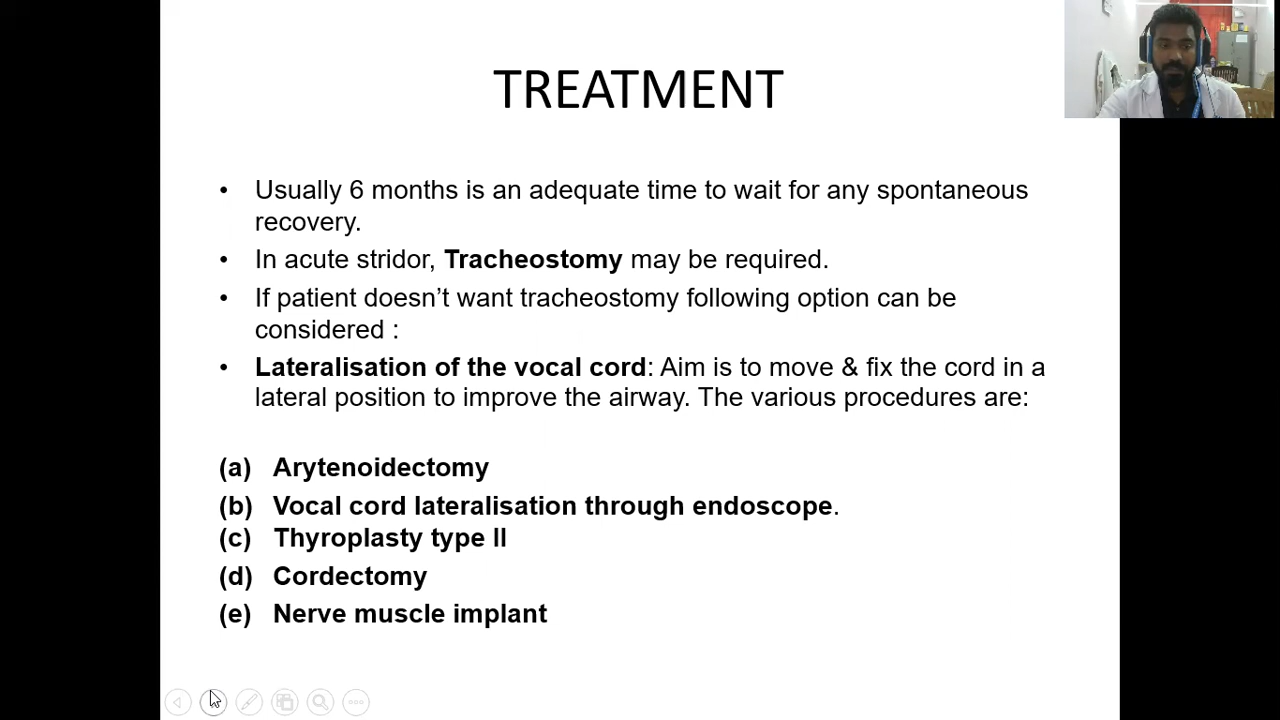 TREATMENT
• Usually 6 months is an adequate time to wait for any spontaneous
recovery.
• In acute stridor, Tracheostomy may be required.
• If patient doesn’t want tracheostomy following option can be
considered :
• Lateralisation of the vocal cord: Aim is to move & fix the cord in a
lateral position to improve the airway. The various procedures are:
(a) Arytenoidectomy
(b) Vocal cord lateralisation through endoscope.
(c) Thyroplasty type II
(d) Cordectomy
(e) Nerve muscle implant